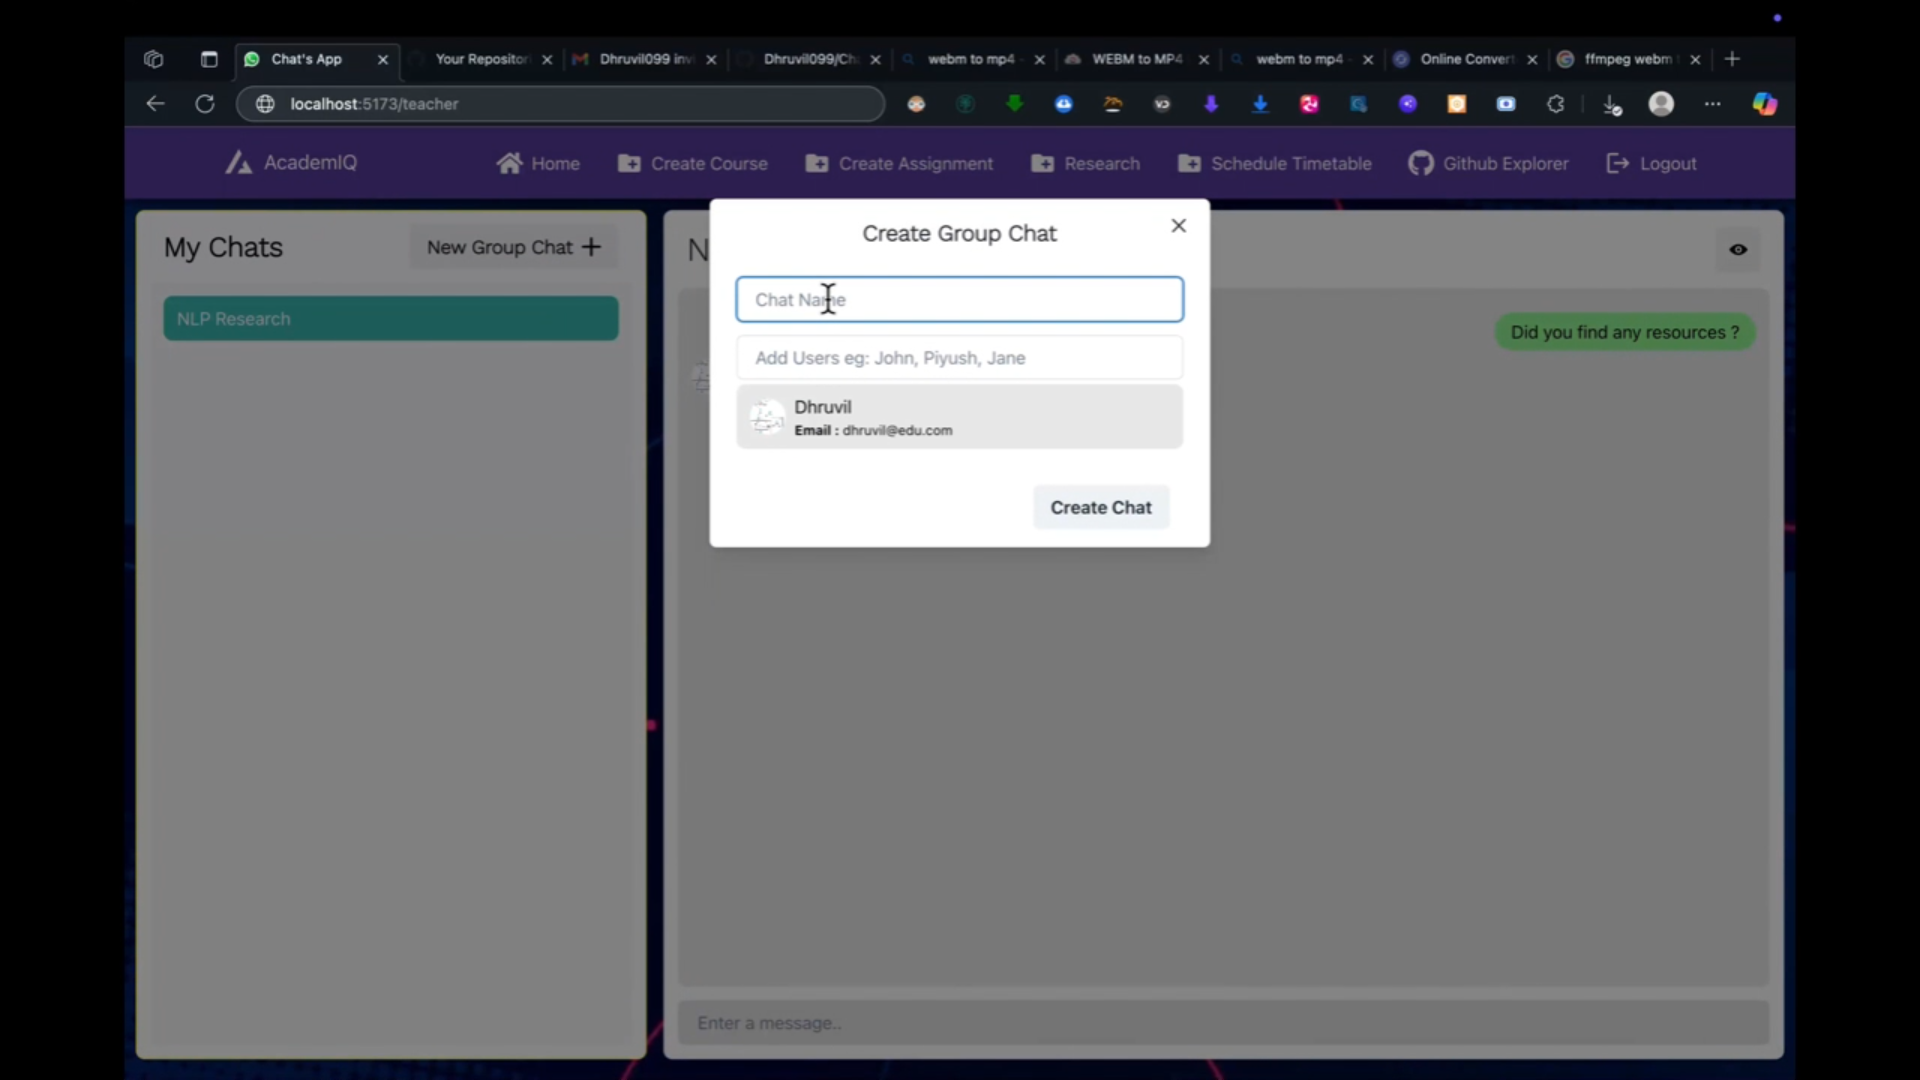 Chat's App
Your Repositor
Dhruvil099 inv
Dhruvil099/Ch
webm to mp4
WEBM to MP4
webm to mp4
Online Convert
ffmpeg webm
localhost:5173/teacher
AcademIQ
Home
Create Course
Create Assignment
Research
Schedule Timetable
Github Explorer
Logout
My Chats
New Group Chat +
NLP Research
N
Did you find any resources ?
Create Group Chat
Chat Name
Add Users eg: John, Piyush, Jane
Dhruvil
Email : dhruvil@edu.com
Create Chat
Enter a message..